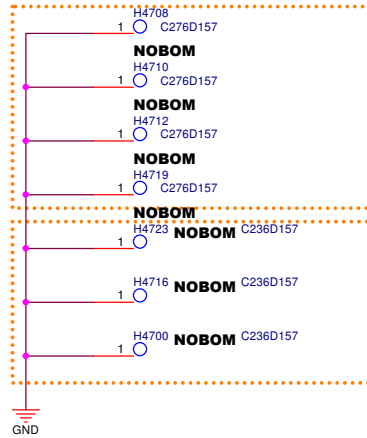 H4708
1 C276D157
NOBOM
H4710
1 C276D157
NOBOM
H4712
1 C276D157
NOBOM
H4719
1 C276D157
NOBOM
H4723 NOBOM C236D157
1
H4716 NOBOM C236D157
1
H4700 NOBOM C236D157
1
GND